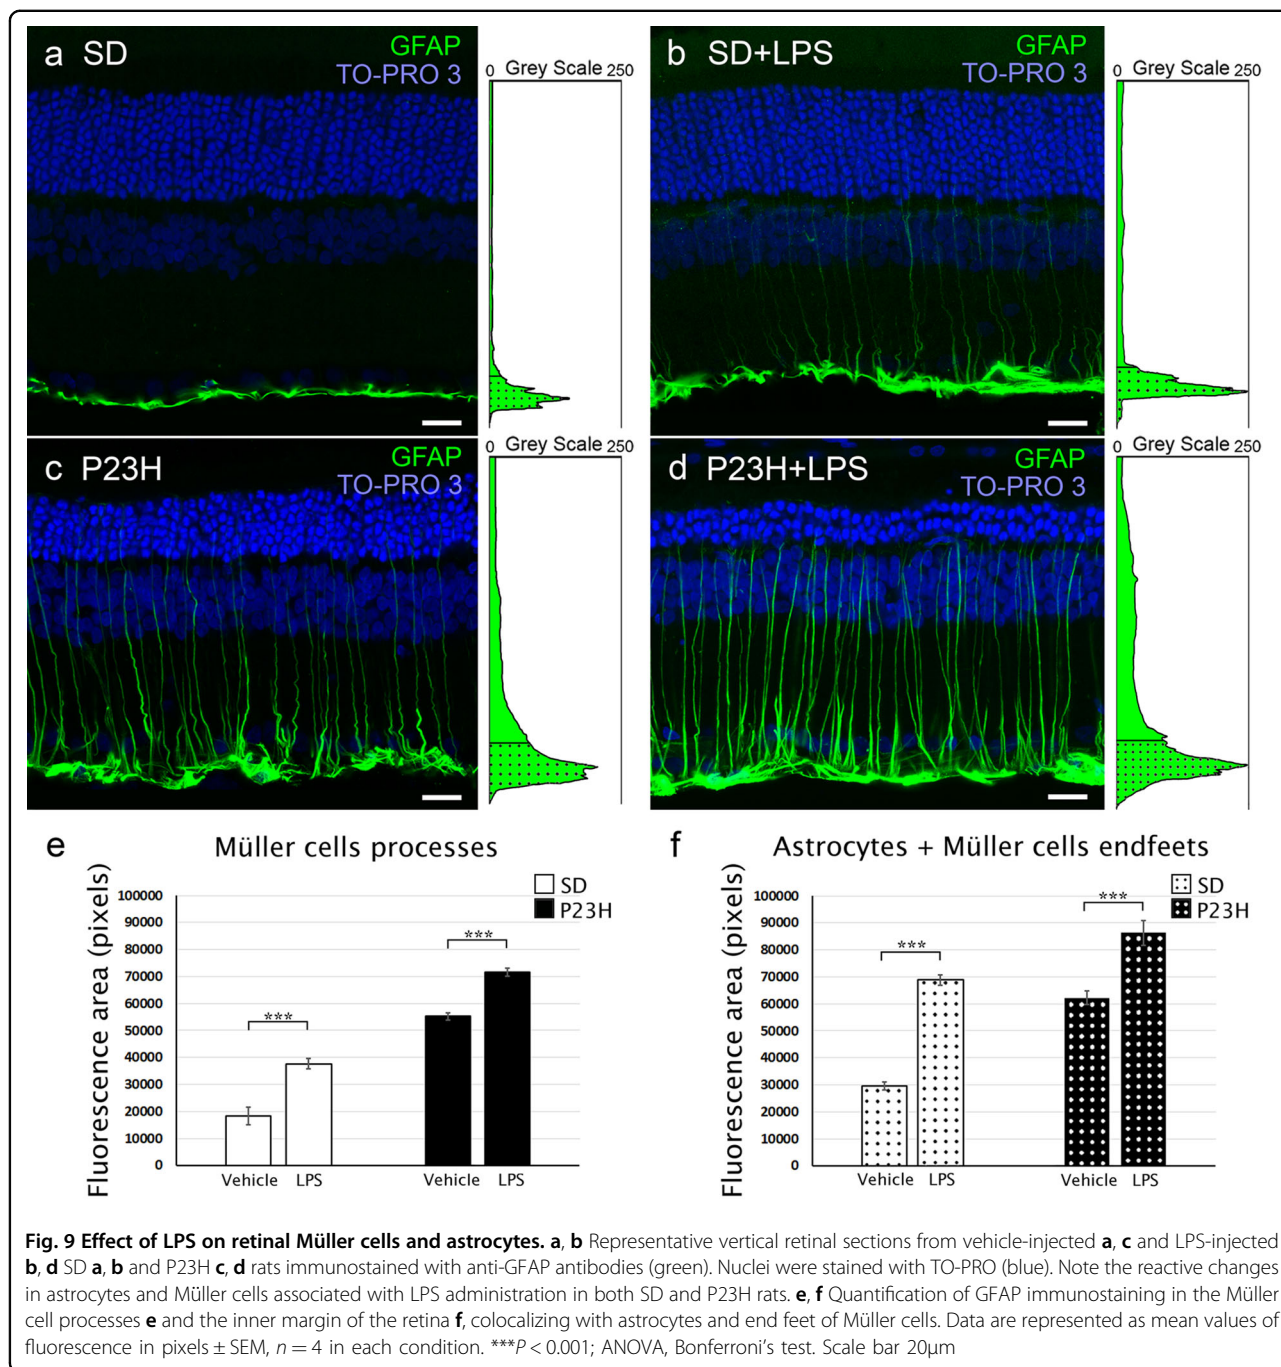 a SD
GFAP
TO-PRO 3
0 Grey Scale 250
b SD+LPS
GFAP
TO-PRO 3
0 Grey Scale 250
c P23H
GFAP
TO-PRO 3
0 Grey Scale 250
d P23H+LPS
GFAP
TO-PRO 3
0 Grey Scale 250
e Müller cells processes
Fluorescence area (pixels)
100000
90000
80000
70000
60000
50000
40000
30000
20000
10000
0
SD
P23H
***
***
Vehicle LPS Vehicle LPS
f Astrocytes + Müller cells endfeets
Fluorescence area (pixels)
100000
90000
80000
70000
60000
50000
40000
30000
20000
10000
0
SD
P23H
***
***
Vehicle LPS Vehicle LPS
Fig. 9 Effect of LPS on retinal Müller cells and astrocytes. a, b Representative vertical retinal sections from vehicle-injected a, c and LPS-injected
b, d SD a, b and P23H c, d rats immunostained with anti-GFAP antibodies (green). Nuclei were stained with TO-PRO (blue). Note the reactive changes
in astrocytes and Müller cells associated with LPS administration in both SD and P23H rats. e, f Quantification of GFAP immunostaining in the Müller
cell processes e and the inner margin of the retina f, colocalizing with astrocytes and end feet of Müller cells. Data are represented as mean values of
fluorescence in pixels ± SEM, n = 4 in each condition. ***P < 0.001; ANOVA, Bonferroni's test. Scale bar 20µm